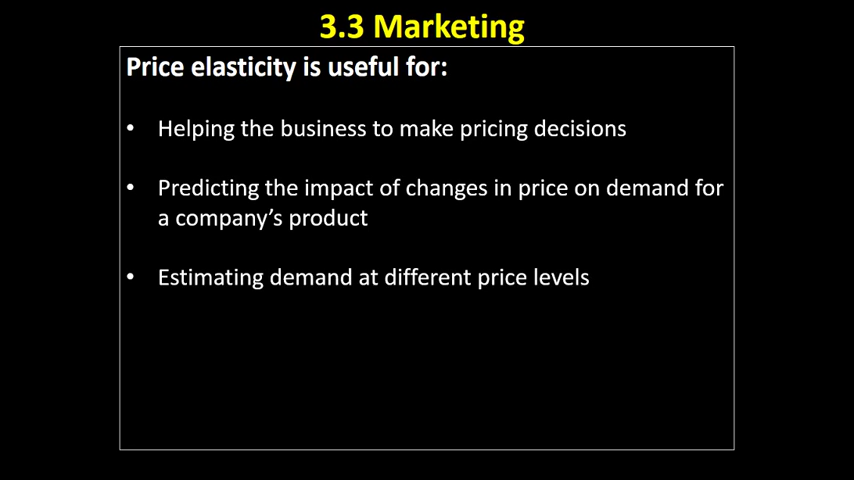 3.3 Marketing
Price elasticity is useful for:
• Helping the business to make pricing decisions
• Predicting the impact of changes in price on demand for
a company’s product
• Estimating demand at different price levels